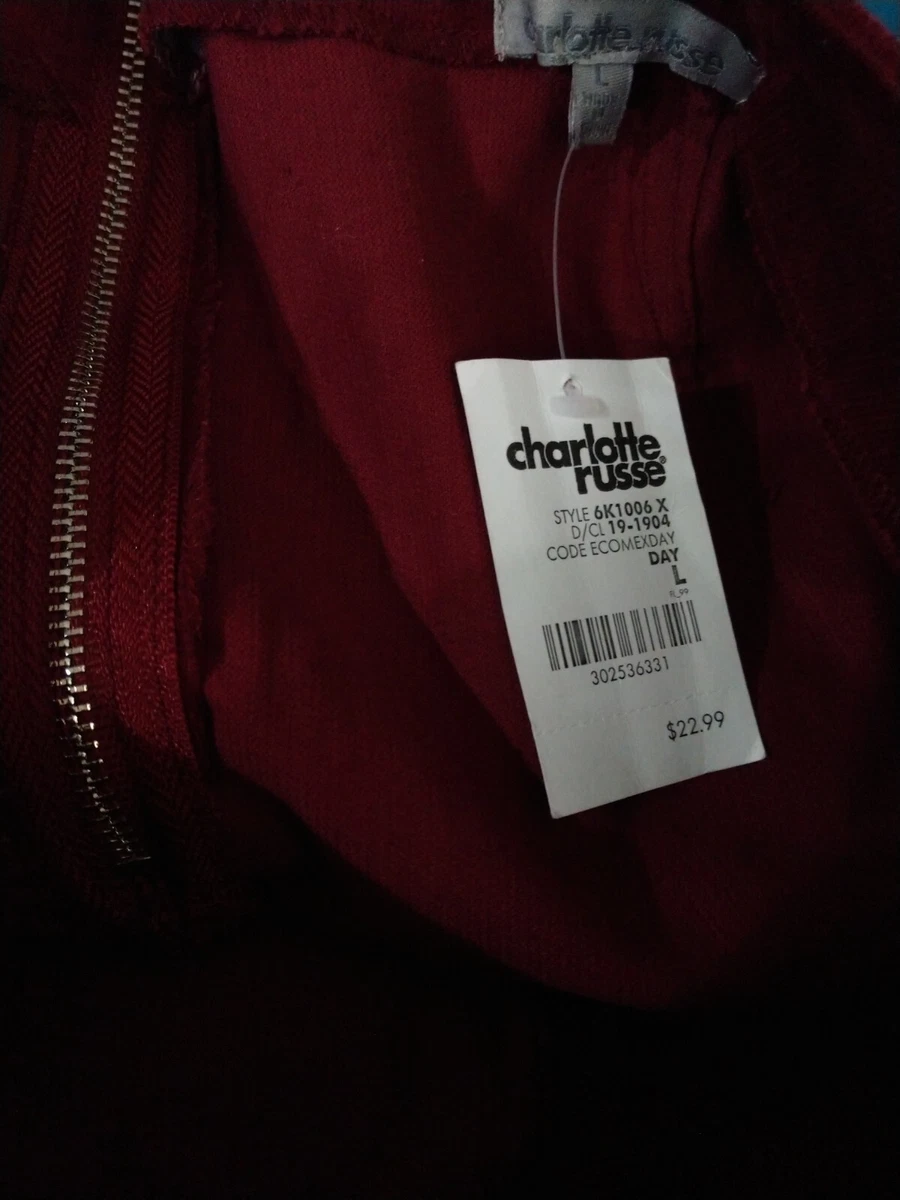 charlotte russe
L
charlotte
russe®
STYLE 6K1006 X
D/CL 19-1904
CODE ECOMEXDAY
DAY
L
302536331
$22.99